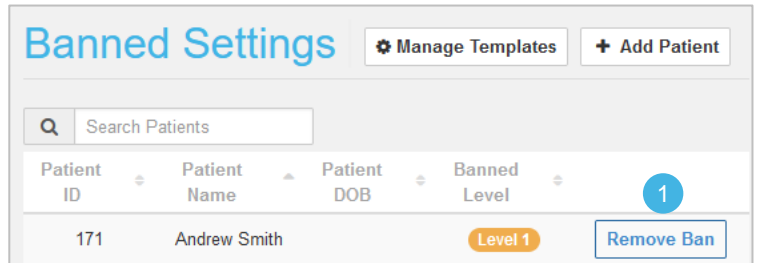 Banned Settings Manage Templates + Add Patient
Search Patients
Patient ID Patient Name Patient DOB Banned Level 1
171 Andrew Smith Level 1 Remove Ban